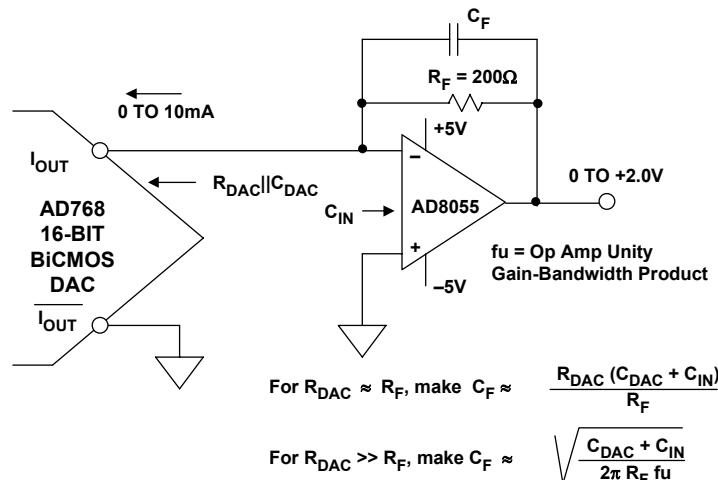 C_F
R_F = 200Ω
0 TO 10mA
+5V
I_OUT
R_DAC||C_DAC
–
0 TO +2.0V
AD768
16-BIT
BiCMOS
DAC
C_IN
AD8055
+
fu = Op Amp Unity
Gain-Bandwidth Product
–5V
I_OUT
For R_DAC ≈ R_F, make C_F ≈
R_DAC (C_DAC + C_IN)
R_F
For R_DAC >> R_F, make C_F ≈
√
C_DAC + C_IN
2π R_F fu